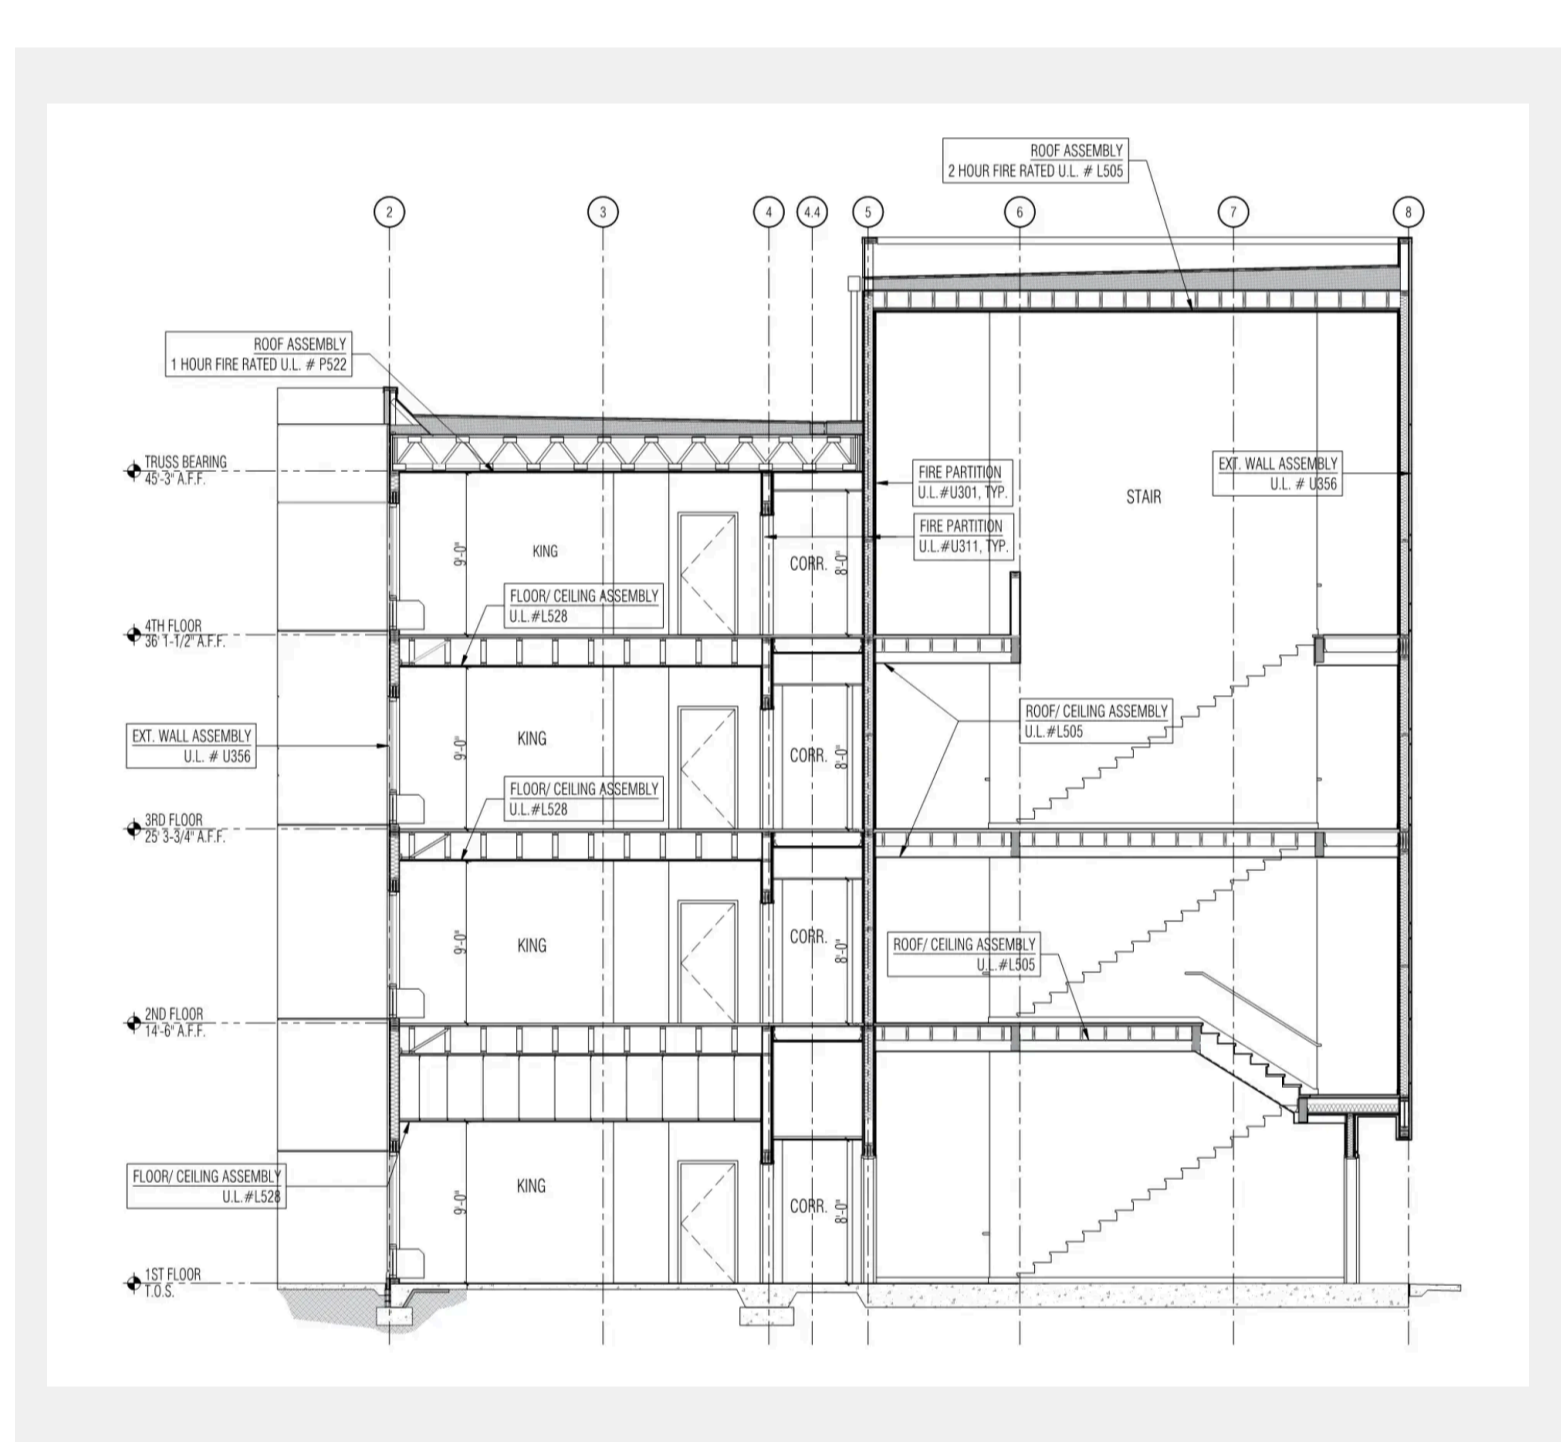 ROOF ASSEMBLY
2 HOUR FIRE RATED U.L. # L505
2
3
4
4.4
5
6
7
8
ROOF ASSEMBLY
1 HOUR FIRE RATED U.L. # P522
TRUSS BEARING
45'-3" A.F.F.
FIRE PARTITION
U.L.#U301, TYP.
EXT. WALL ASSEMBLY
U.L. # U356
STAIR
FIRE PARTITION
U.L.#U311, TYP.
9'-0"
KING
CORR.
8'-0"
FLOOR/ CEILING ASSEMBLY
U.L.#L528
4TH FLOOR
36' 1-1/2" A.F.F.
ROOF/ CEILING ASSEMBLY
U.L.#L505
EXT. WALL ASSEMBLY
U.L. # U356
9'-0"
KING
CORR.
8'-0"
FLOOR/ CEILING ASSEMBLY
U.L.#L528
3RD FLOOR
25' 3-3/4" A.F.F.
9'-0"
KING
CORR.
8'-0"
ROOF/ CEILING ASSEMBLY
U.L.#L505
2ND FLOOR
14'-6" A.F.F.
FLOOR/ CEILING ASSEMBLY
U.L.#L528
9'-0"
KING
CORR.
8'-0"
1ST FLOOR
T.O.S.